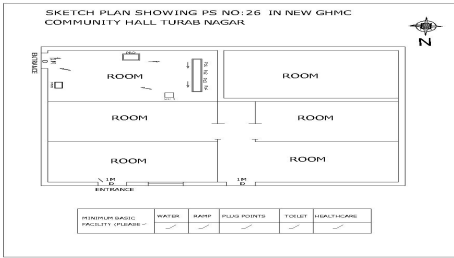 SKETCH PLAN SHOWING PS NO:26 IN NEW GHMC
COMMUNITY HALL TURAB NAGAR
N
ENTRANCE
ROOM
ROOM
ROOM
ROOM
ROOM
ROOM
1M
D
1M
D
ENTRANCE
MINIMUM BASIC
FACILITY (PLEASE ✓
WATER
RAMP
PLUG POINTS
TOILET
HEALTHCARE
✓ ✓ ✓ ✓ ✓